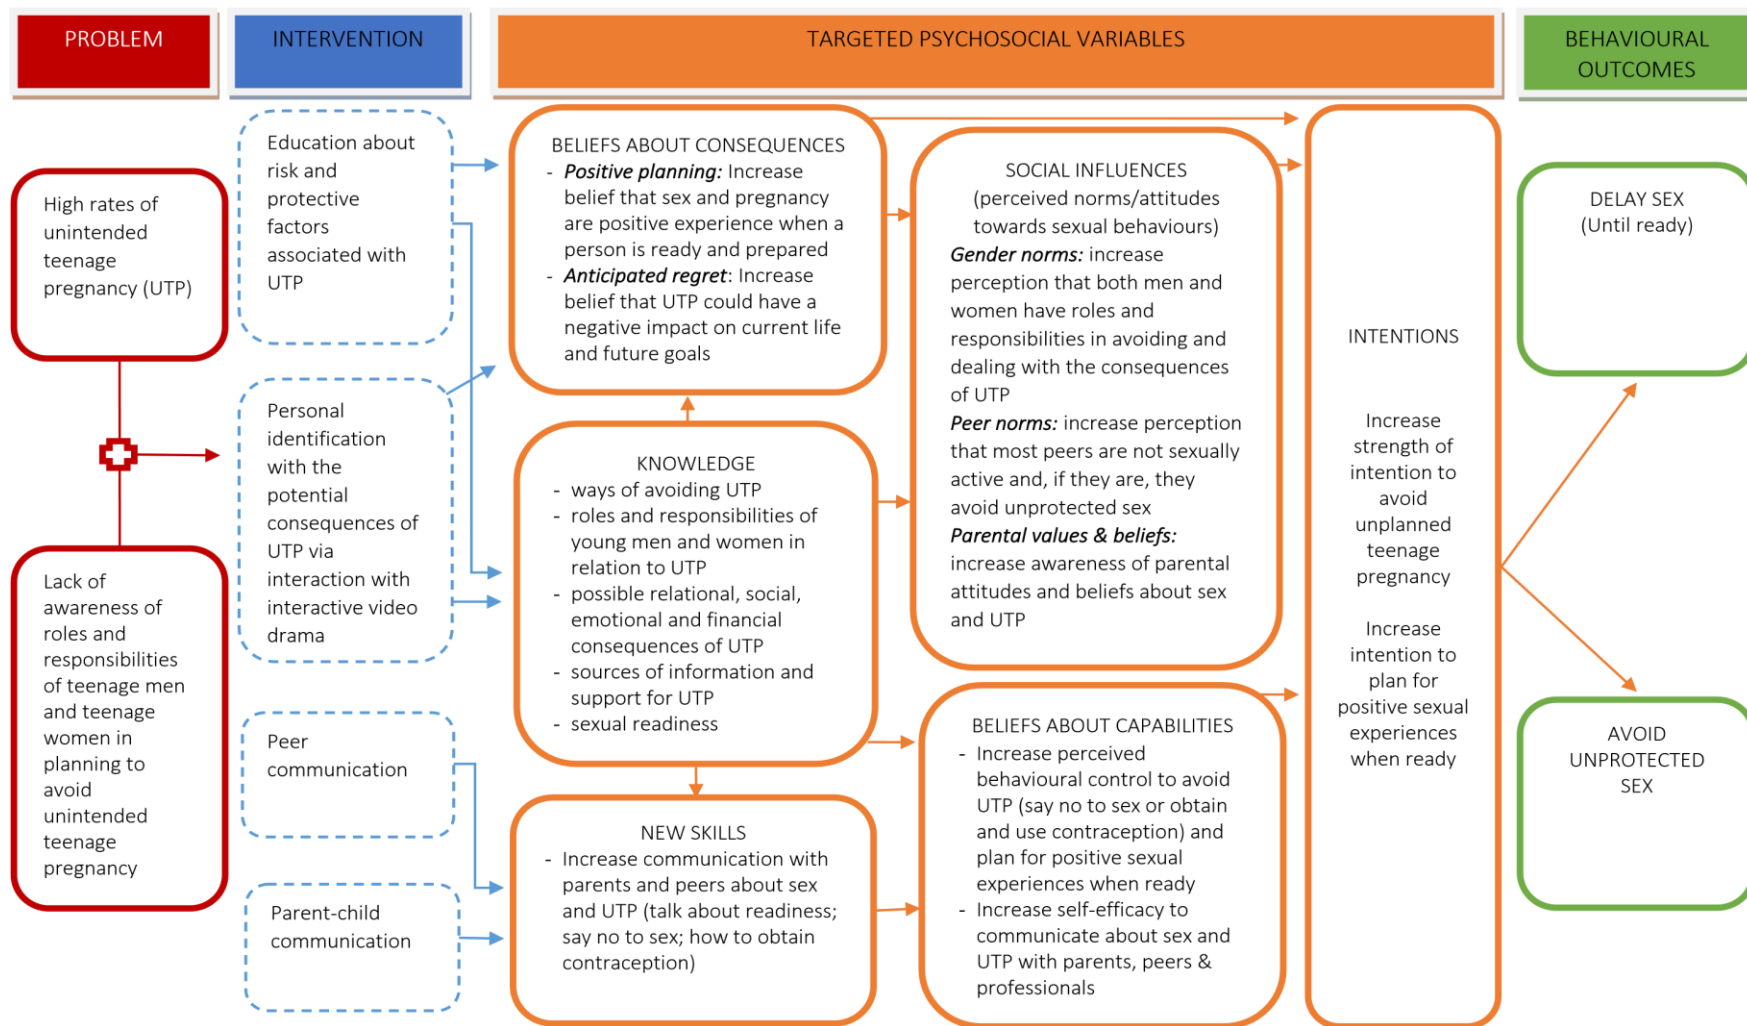 PROBLEM
INTERVENTION
TARGETED PSYCHOSOCIAL VARIABLES
BEHAVIOURAL
OUTCOMES
High rates of
unintended
teenage
pregnancy (UTP)
Lack of
awareness of
roles and
responsibilities
of teenage men
and teenage
women in
planning to
avoid
unintended
teenage
pregnancy
Education about
risk and
protective
factors
associated with
UTP
Personal
identification
with the
potential
consequences of
UTP via
interaction with
interactive video
drama
Peer
communication
Parent-child
communication
BELIEFS ABOUT CONSEQUENCES
- Positive planning: Increase
belief that sex and pregnancy
are positive experience when a
person is ready and prepared
- Anticipated regret: Increase
belief that UTP could have a
negative impact on current life
and future goals
KNOWLEDGE
- ways of avoiding UTP
- roles and responsibilities of
young men and women in
relation to UTP
- possible relational, social,
emotional and financial
consequences of UTP
- sources of information and
support for UTP
- sexual readiness
NEW SKILLS
- Increase communication with
parents and peers about sex
and UTP (talk about readiness;
say no to sex; how to obtain
contraception)
SOCIAL INFLUENCES
(perceived norms/attitudes
towards sexual behaviours)
Gender norms: increase
perception that both men and
women have roles and
responsibilities in avoiding and
dealing with the consequences
of UTP
Peer norms: increase perception
that most peers are not sexually
active and, if they are, they
avoid unprotected sex
Parental values & beliefs:
increase awareness of parental
attitudes and beliefs about sex
and UTP
BELIEFS ABOUT CAPABILITIES
- Increase perceived
behavioural control to avoid
UTP (say no to sex or obtain
and use contraception) and
plan for positive sexual
experiences when ready
- Increase self-efficacy to
communicate about sex and
UTP with parents, peers &
professionals
INTENTIONS
Increase
strength of
intention to
avoid
unplanned
teenage
pregnancy
Increase
intention to
plan for
positive sexual
experiences
when ready
DELAY SEX
(Until ready)
AVOID
UNPROTECTED
SEX